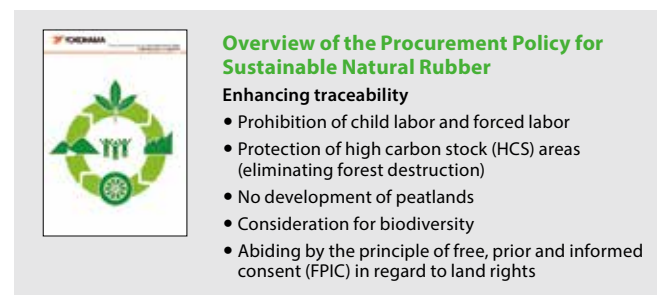 YOKOHAMA
Overview of the Procurement Policy for
Sustainable Natural Rubber
Enhancing traceability
• Prohibition of child labor and forced labor
• Protection of high carbon stock (HCS) areas
(eliminating forest destruction)
• No development of peatlands
• Consideration for biodiversity
• Abiding by the principle of free, prior and informed
consent (FPIC) in regard to land rights